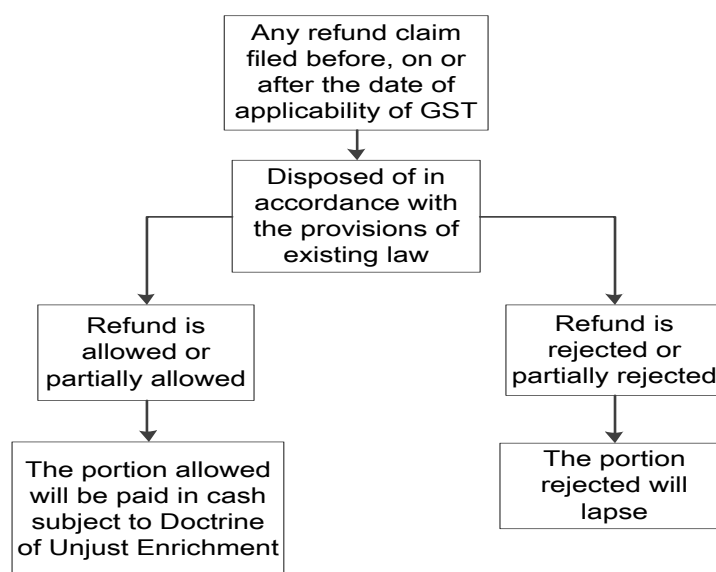 Any refund claim
filed before, on or
after the date of
applicability of GST
Disposed of in
accordance with
the provisions of
existing law
Refund is
allowed or
partially allowed
Refund is
rejected or
partially rejected
The portion allowed
will be paid in cash
subject to Doctrine
of Unjust Enrichment
The portion
rejected will
lapse